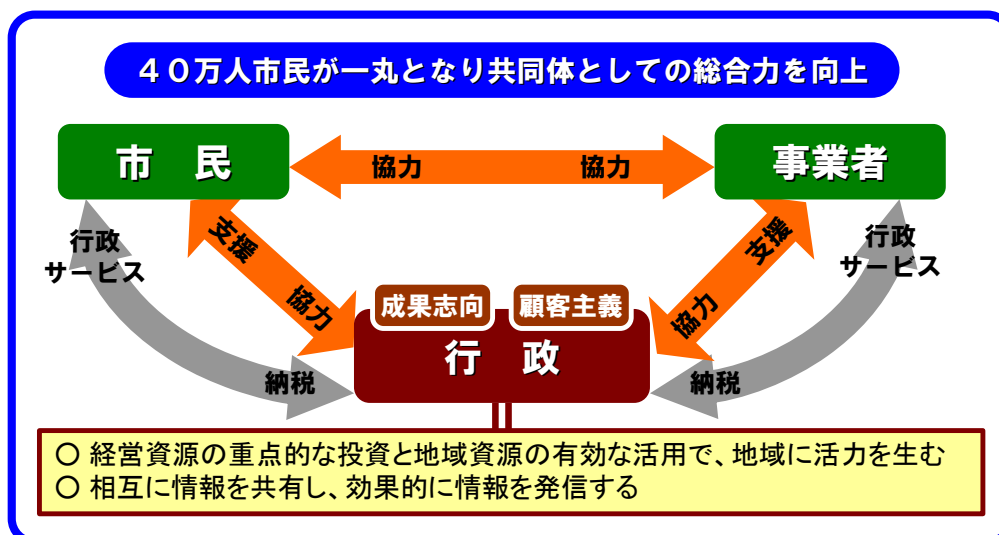 ４０万人市民が一丸となり共同体としての総合力を向上
市　民
事業者
協力
協力
行政
サービス
支援
協力
納税
支援
協力
行政
サービス
納税
成果志向
顧客主義
行　政
○ 経営資源の重点的な投資と地域資源の有効な活用で、地域に活力を生む
○ 相互に情報を共有し、効果的に情報を発信する